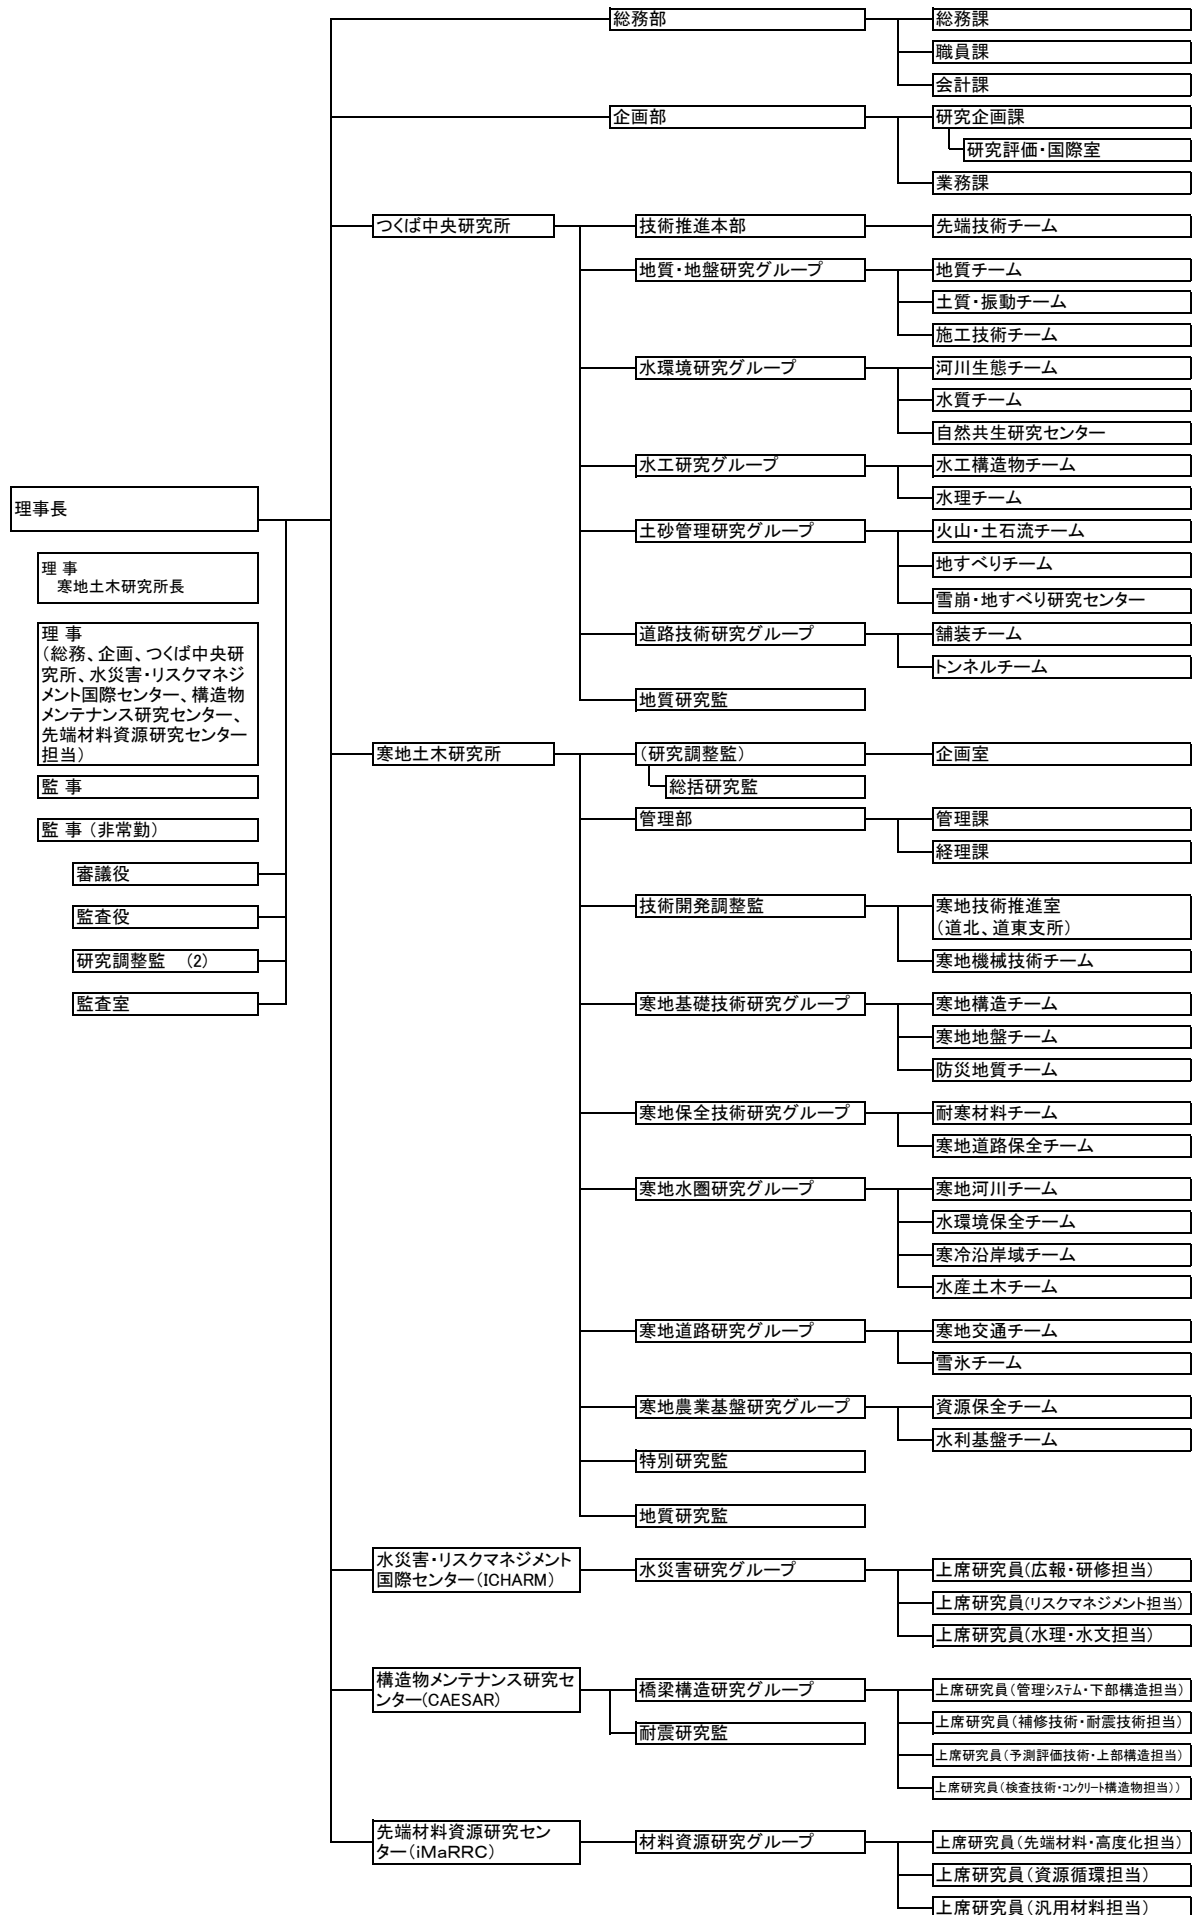 総務部
総務課
職員課
会計課
企画部
研究企画課
研究評価・国際室
業務課
つくば中央研究所
技術推進本部
先端技術チーム
地質・地盤研究グループ
地質チーム
土質・振動チーム
施工技術チーム
水環境研究グループ
河川生態チーム
水質チーム
自然共生研究センター
水工研究グループ
水工構造物チーム
水理チーム
土砂管理研究グループ
火山・土石流チーム
地すべりチーム
雪崩・地すべり研究センター
道路技術研究グループ
舗装チーム
トンネルチーム
地質研究監
理事長
理 事
寒地土木研究所長
理 事
（総務、企画、つくば中央研
究所、水災害・リスクマネジ
メント国際センター、構造物
メンテナンス研究センター、
先端材料資源研究センター
担当）
監 事
監 事 （非常勤）
審議役
監査役
研究調整監 （2）
監査室
寒地土木研究所
（研究調整監）
企画室
総括研究監
管理部
管理課
経理課
技術開発調整監
寒地技術推進室
（道北、道東支所）
寒地機械技術チーム
寒地基礎技術研究グループ
寒地構造チーム
寒地地盤チーム
防災地質チーム
寒地保全技術研究グループ
耐寒材料チーム
寒地道路保全チーム
寒地水圏研究グループ
寒地河川チーム
水環境保全チーム
寒冷沿岸域チーム
水産土木チーム
寒地道路研究グループ
寒地交通チーム
雪氷チーム
寒地農業基盤研究グループ
資源保全チーム
水利基盤チーム
特別研究監
地質研究監
水災害・リスクマネジメント
国際センター（ICHARM）
水災害研究グループ
上席研究員（広報・研修担当）
上席研究員（リスクマネジメント担当）
上席研究員（水理・水文担当）
構造物メンテナンス研究セ
ンター（CAESAR）
橋梁構造研究グループ
耐震研究監
上席研究員（管理システム・下部構造担当）
上席研究員（補修技術・耐震技術担当）
上席研究員（予測評価技術・上部構造担当）
上席研究員（検査技術・コンクリート構造物担当））
先端材料資源研究セン
ター（iMaRRC）
材料資源研究グループ
上席研究員（先端材料・高度化担当）
上席研究員（資源循環担当）
上席研究員（汎用材料担当）